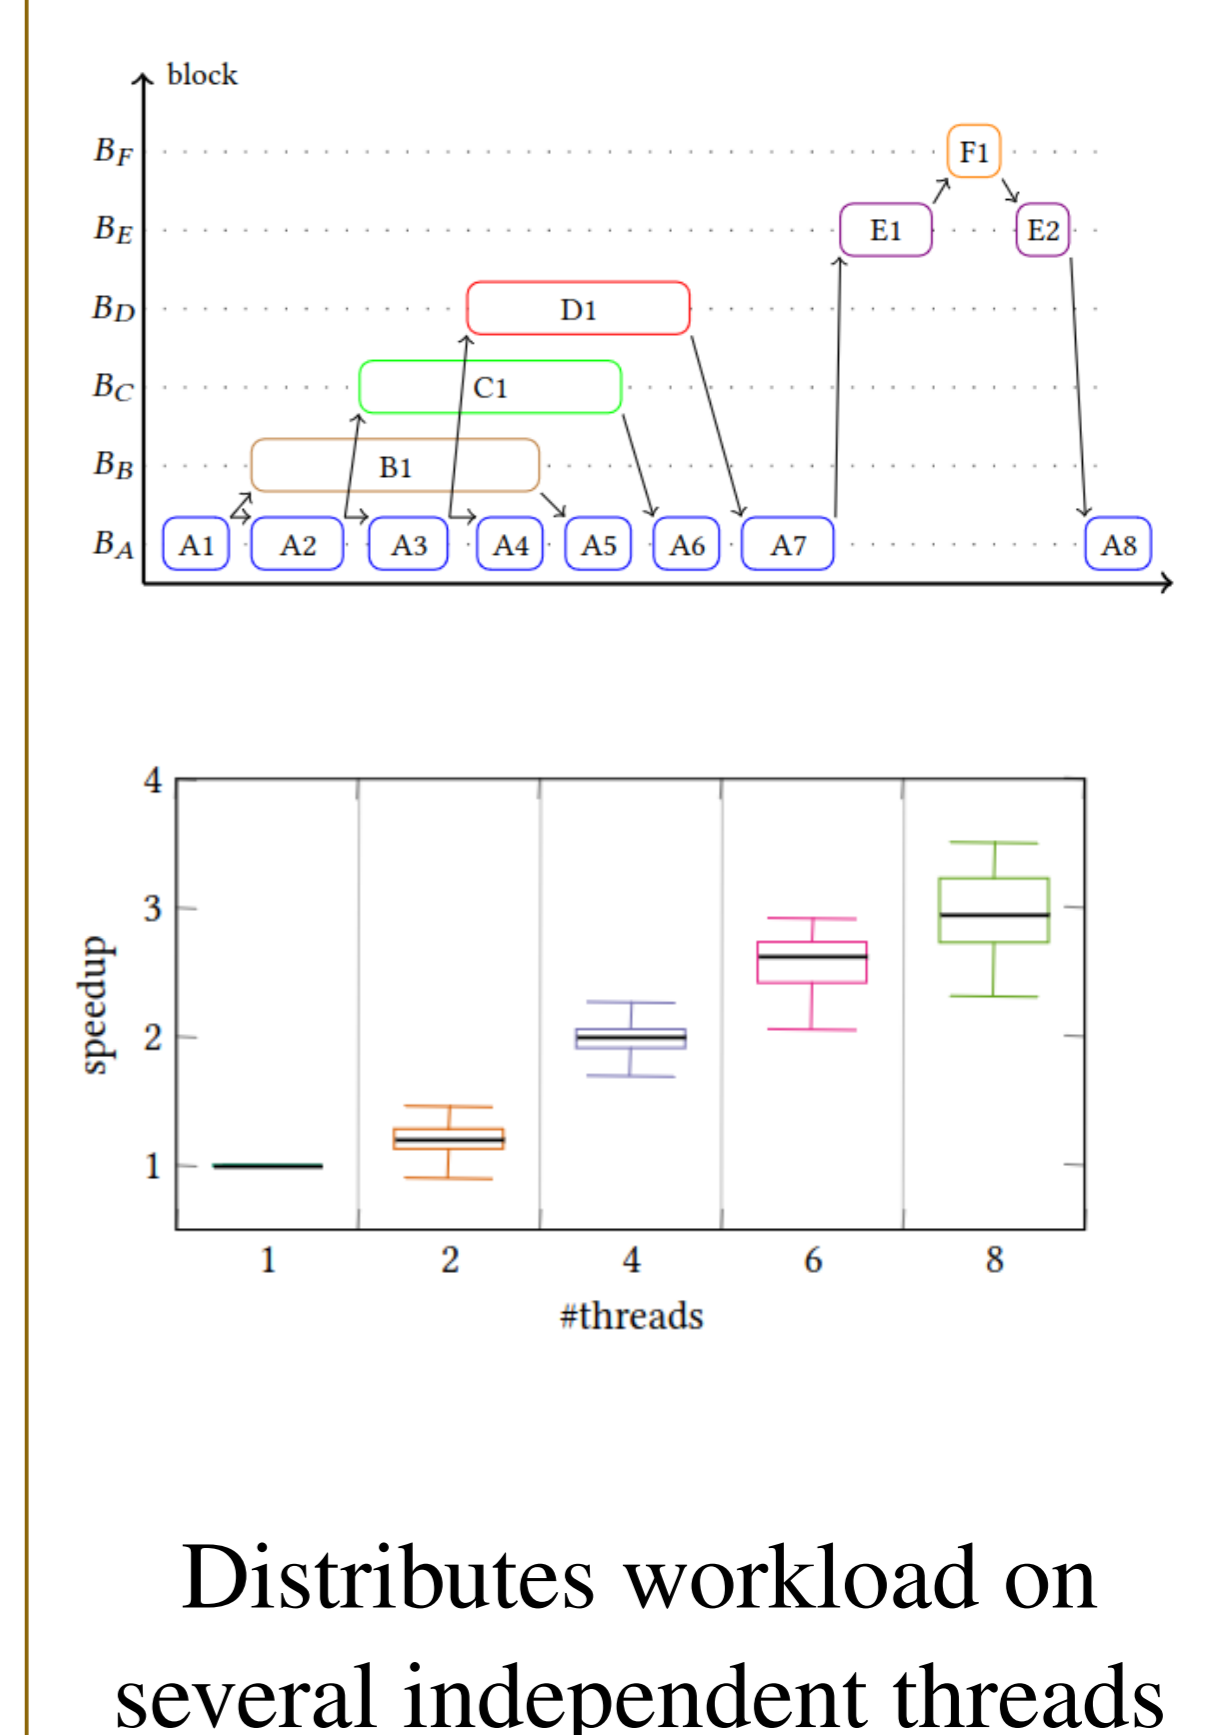 block
B_F F1
B_E E1 E2
B_D D1
B_C C1
B_B B1
B_A A1 A2 A3 A4 A5 A6 A7 A8
4
3
2
1
speedup
1 2 4 6 8
#threads
Distributes workload on
several independent threads